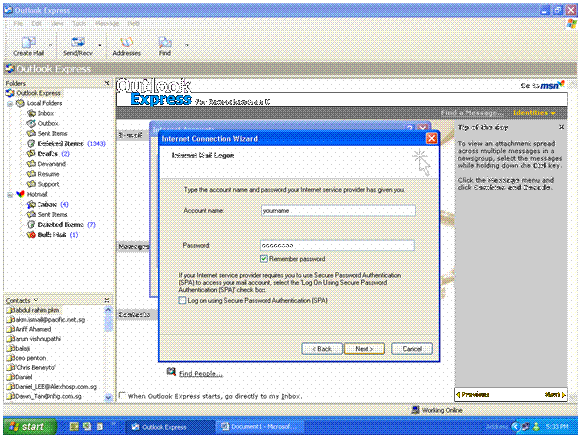 Outlook Express
File Edit View Tools Message Help
Create Mail
Send/Recv
Addresses
Find
Outlook Express
Folders
Outlook Express
Local Folders
Inbox
Outbox
Sent Items
Deleted Items (1343)
Drafts (2)
Devanand
Resume
Support
Hotmail
Inbox (4)
Sent Items
Deleted Items (7)
Bulk Mail (1)
Contacts
abdul rahim pkm
akm.ismail@pacific.net.sg
Ariff Ahamed
arun vishnupathi
balaji
ceo penton
'Chris Beneyto'
Daniel
Daniel_LEE@Alexhosp.com.sg
Dawn_Tan@nhg.com.sg
Outlook
Express
Go to msn
Find a Message...
Identities
E-mail
Internet Accounts
Internet Connection Wizard
Internet Mail Logon
Type the account name and password your Internet service provider has given you.
Account name:
yourname
Password:
Remember password
If your Internet service provider requires you to use Secure Password Authentication
(SPA) to access your mail account, select the 'Log On Using Secure
Password Authentication (SPA)' check box.
Log on using Secure Password Authentication (SPA)
< Back
Next >
Cancel
Contacts
Find People...
When Outlook Express starts, go directly to my Inbox.
Tip of the day
To view an attachment spread
across multiple messages in a
newsgroup, select the messages
while holding down the Ctrl key.
Click the Message menu and
click Combine and Decode.
Previous
Next
Working Online
start
Outlook Express
Document1 - Microsof...
Address
5:33 PM